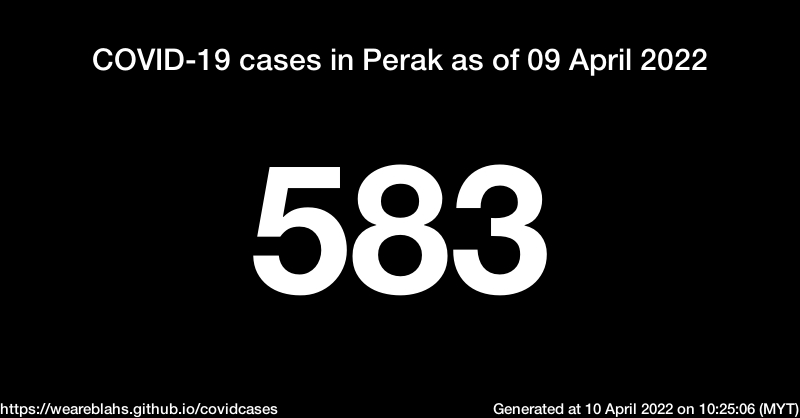 COVID-19 cases in Perak as of 09 April 2022
583
https://weareblahs.github.io/covidcases
Generated at 10 April 2022 on 10:25:06 (MYT)